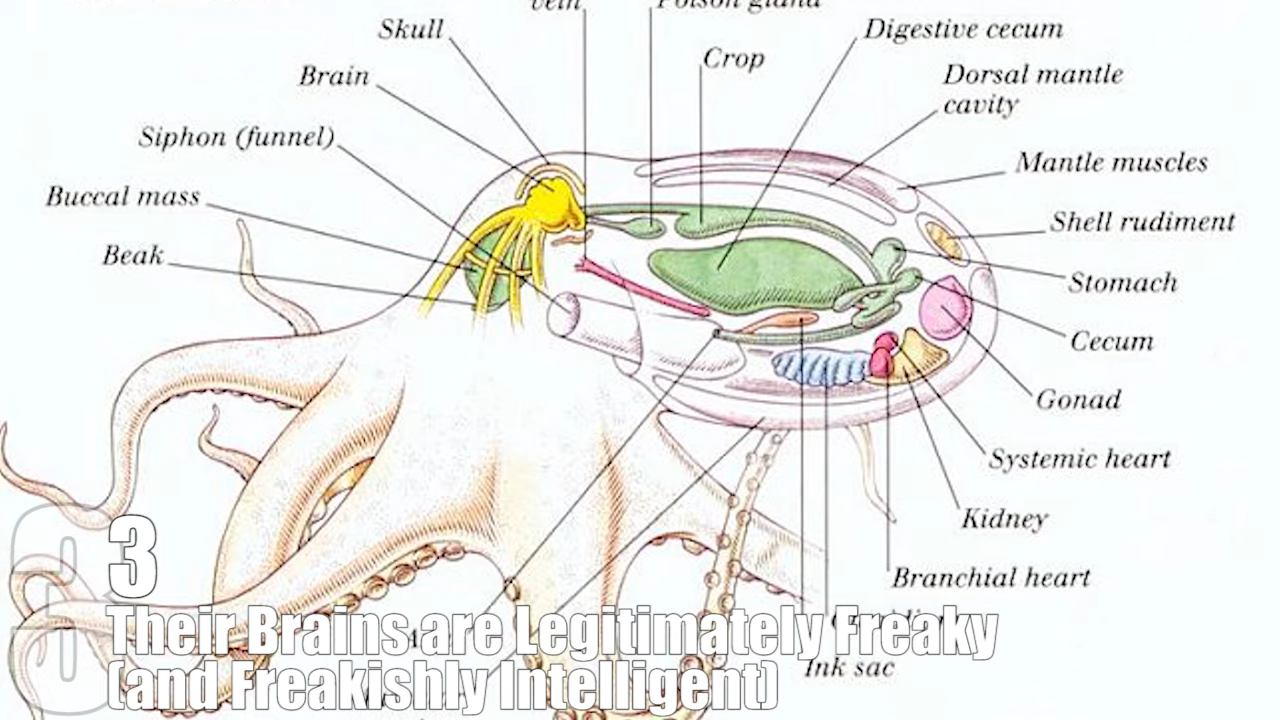 vein
Poison gland
Skull
Digestive cecum
Crop
Brain
Dorsal mantle
cavity
Siphon (funnel)
Mantle muscles
Buccal mass
Shell rudiment
Beak
Stomach
Cecum
Gonad
Systemic heart
Kidney
Branchial heart
Ink sac
3
Their Brains are Legitimately Freaky
(and Freakishly Intelligent)